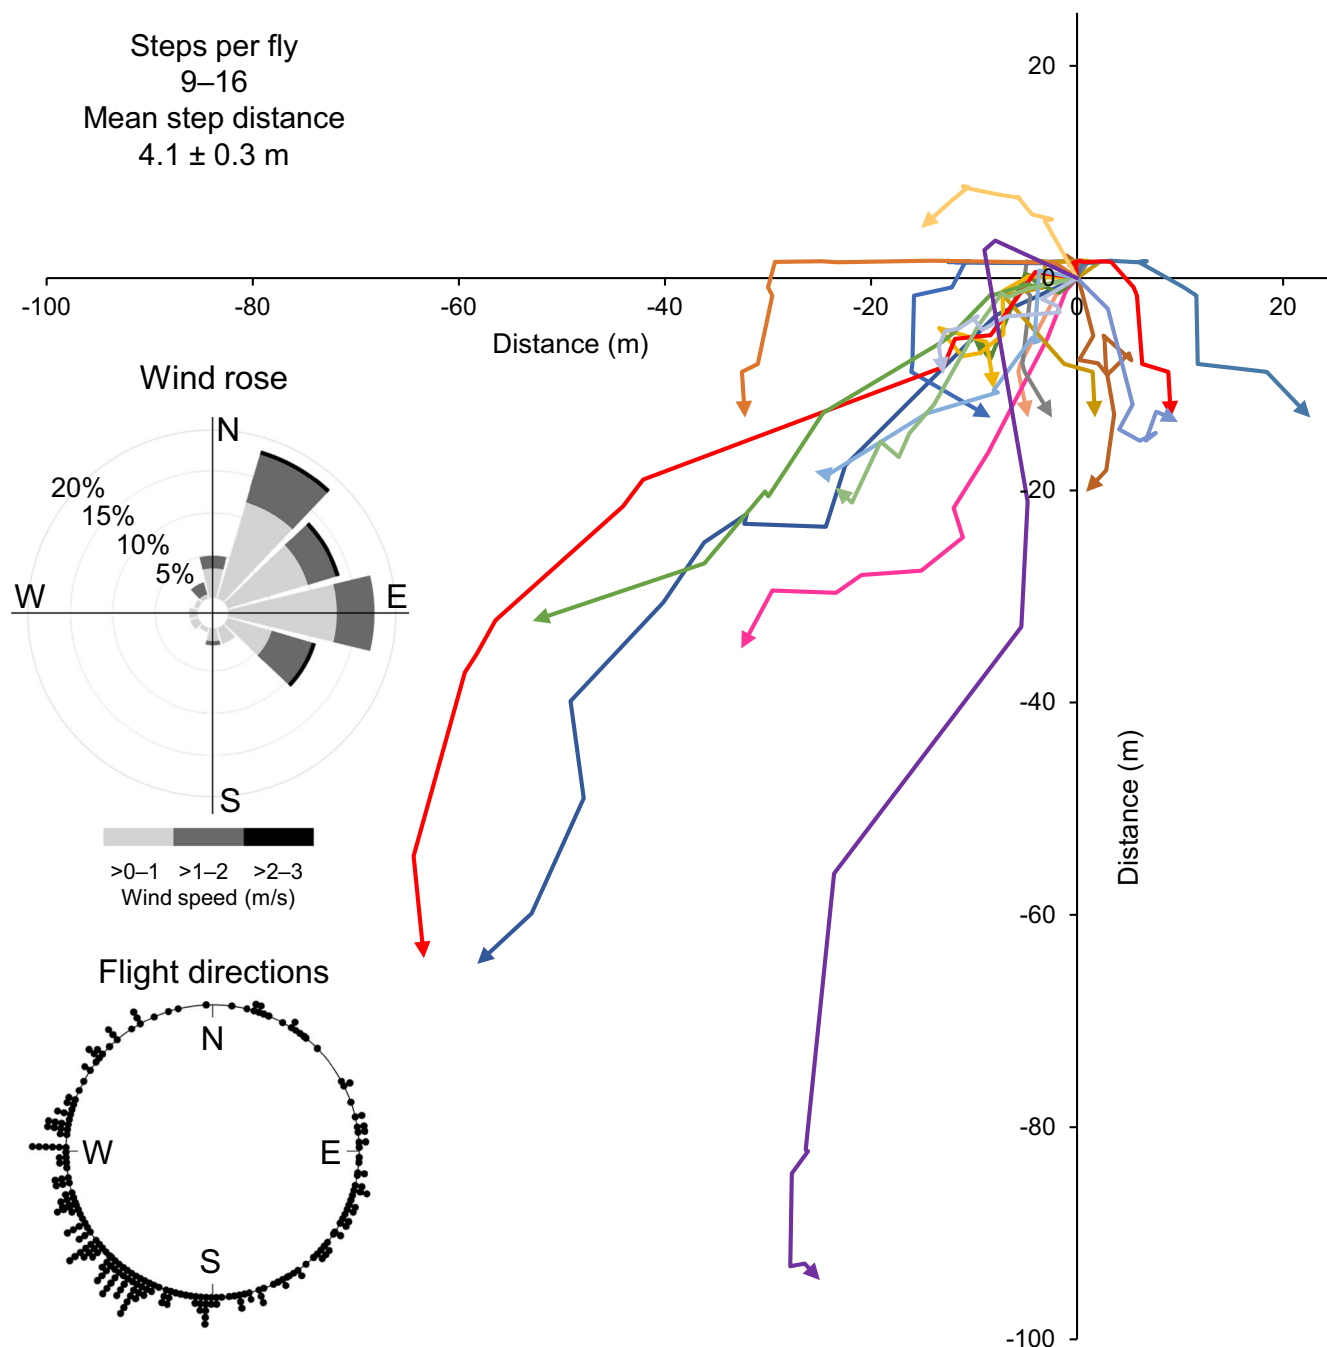 Steps per fly
9–16
Mean step distance
4.1 ± 0.3 m
20
0
-100
-80
-60
-40
-20
0
20
Distance (m)
-20
-40
-60
-80
-100
Distance (m)
Wind rose
N
20%
15%
10%
5%
W
E
S
>0–1 >1–2 >2–3
Wind speed (m/s)
Flight directions
N
W
E
S